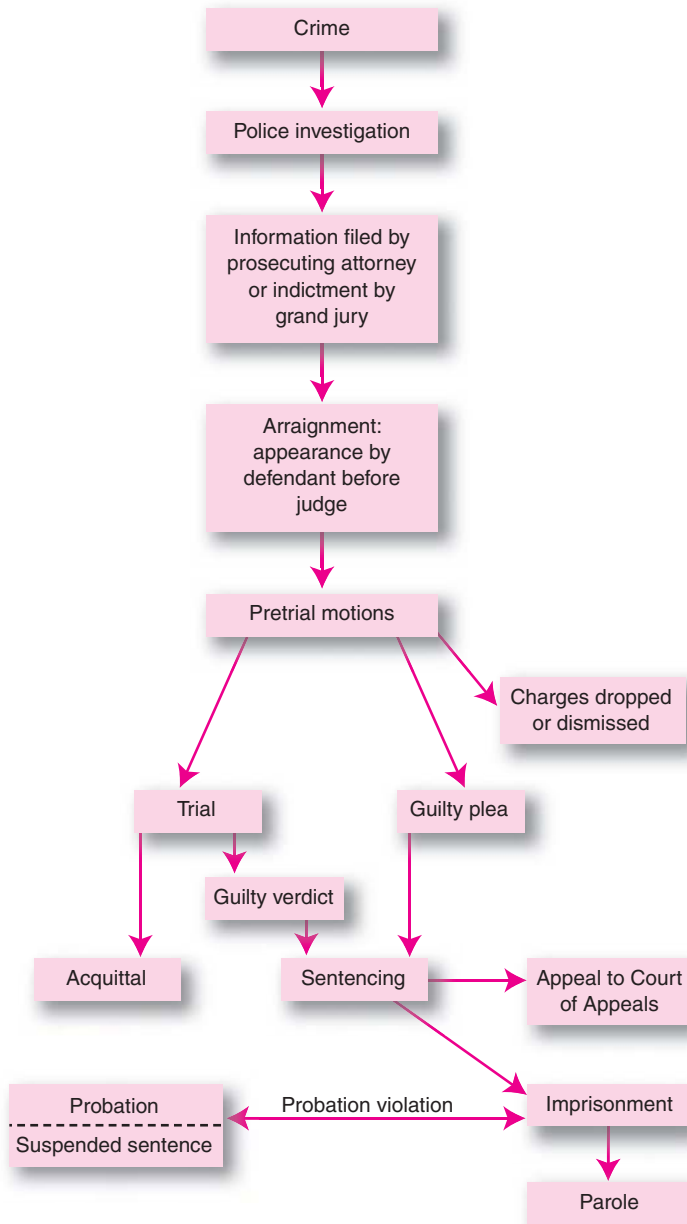 Crime
Police investigation
Information filed by
prosecuting attorney
or indictment by
grand jury
Arraignment:
appearance by
defendant before
judge
Pretrial motions
Charges dropped
or dismissed
Trial
Guilty plea
Guilty verdict
Acquittal
Sentencing
Appeal to Court
of Appeals
Probation
Suspended sentence
Probation violation
Imprisonment
Parole